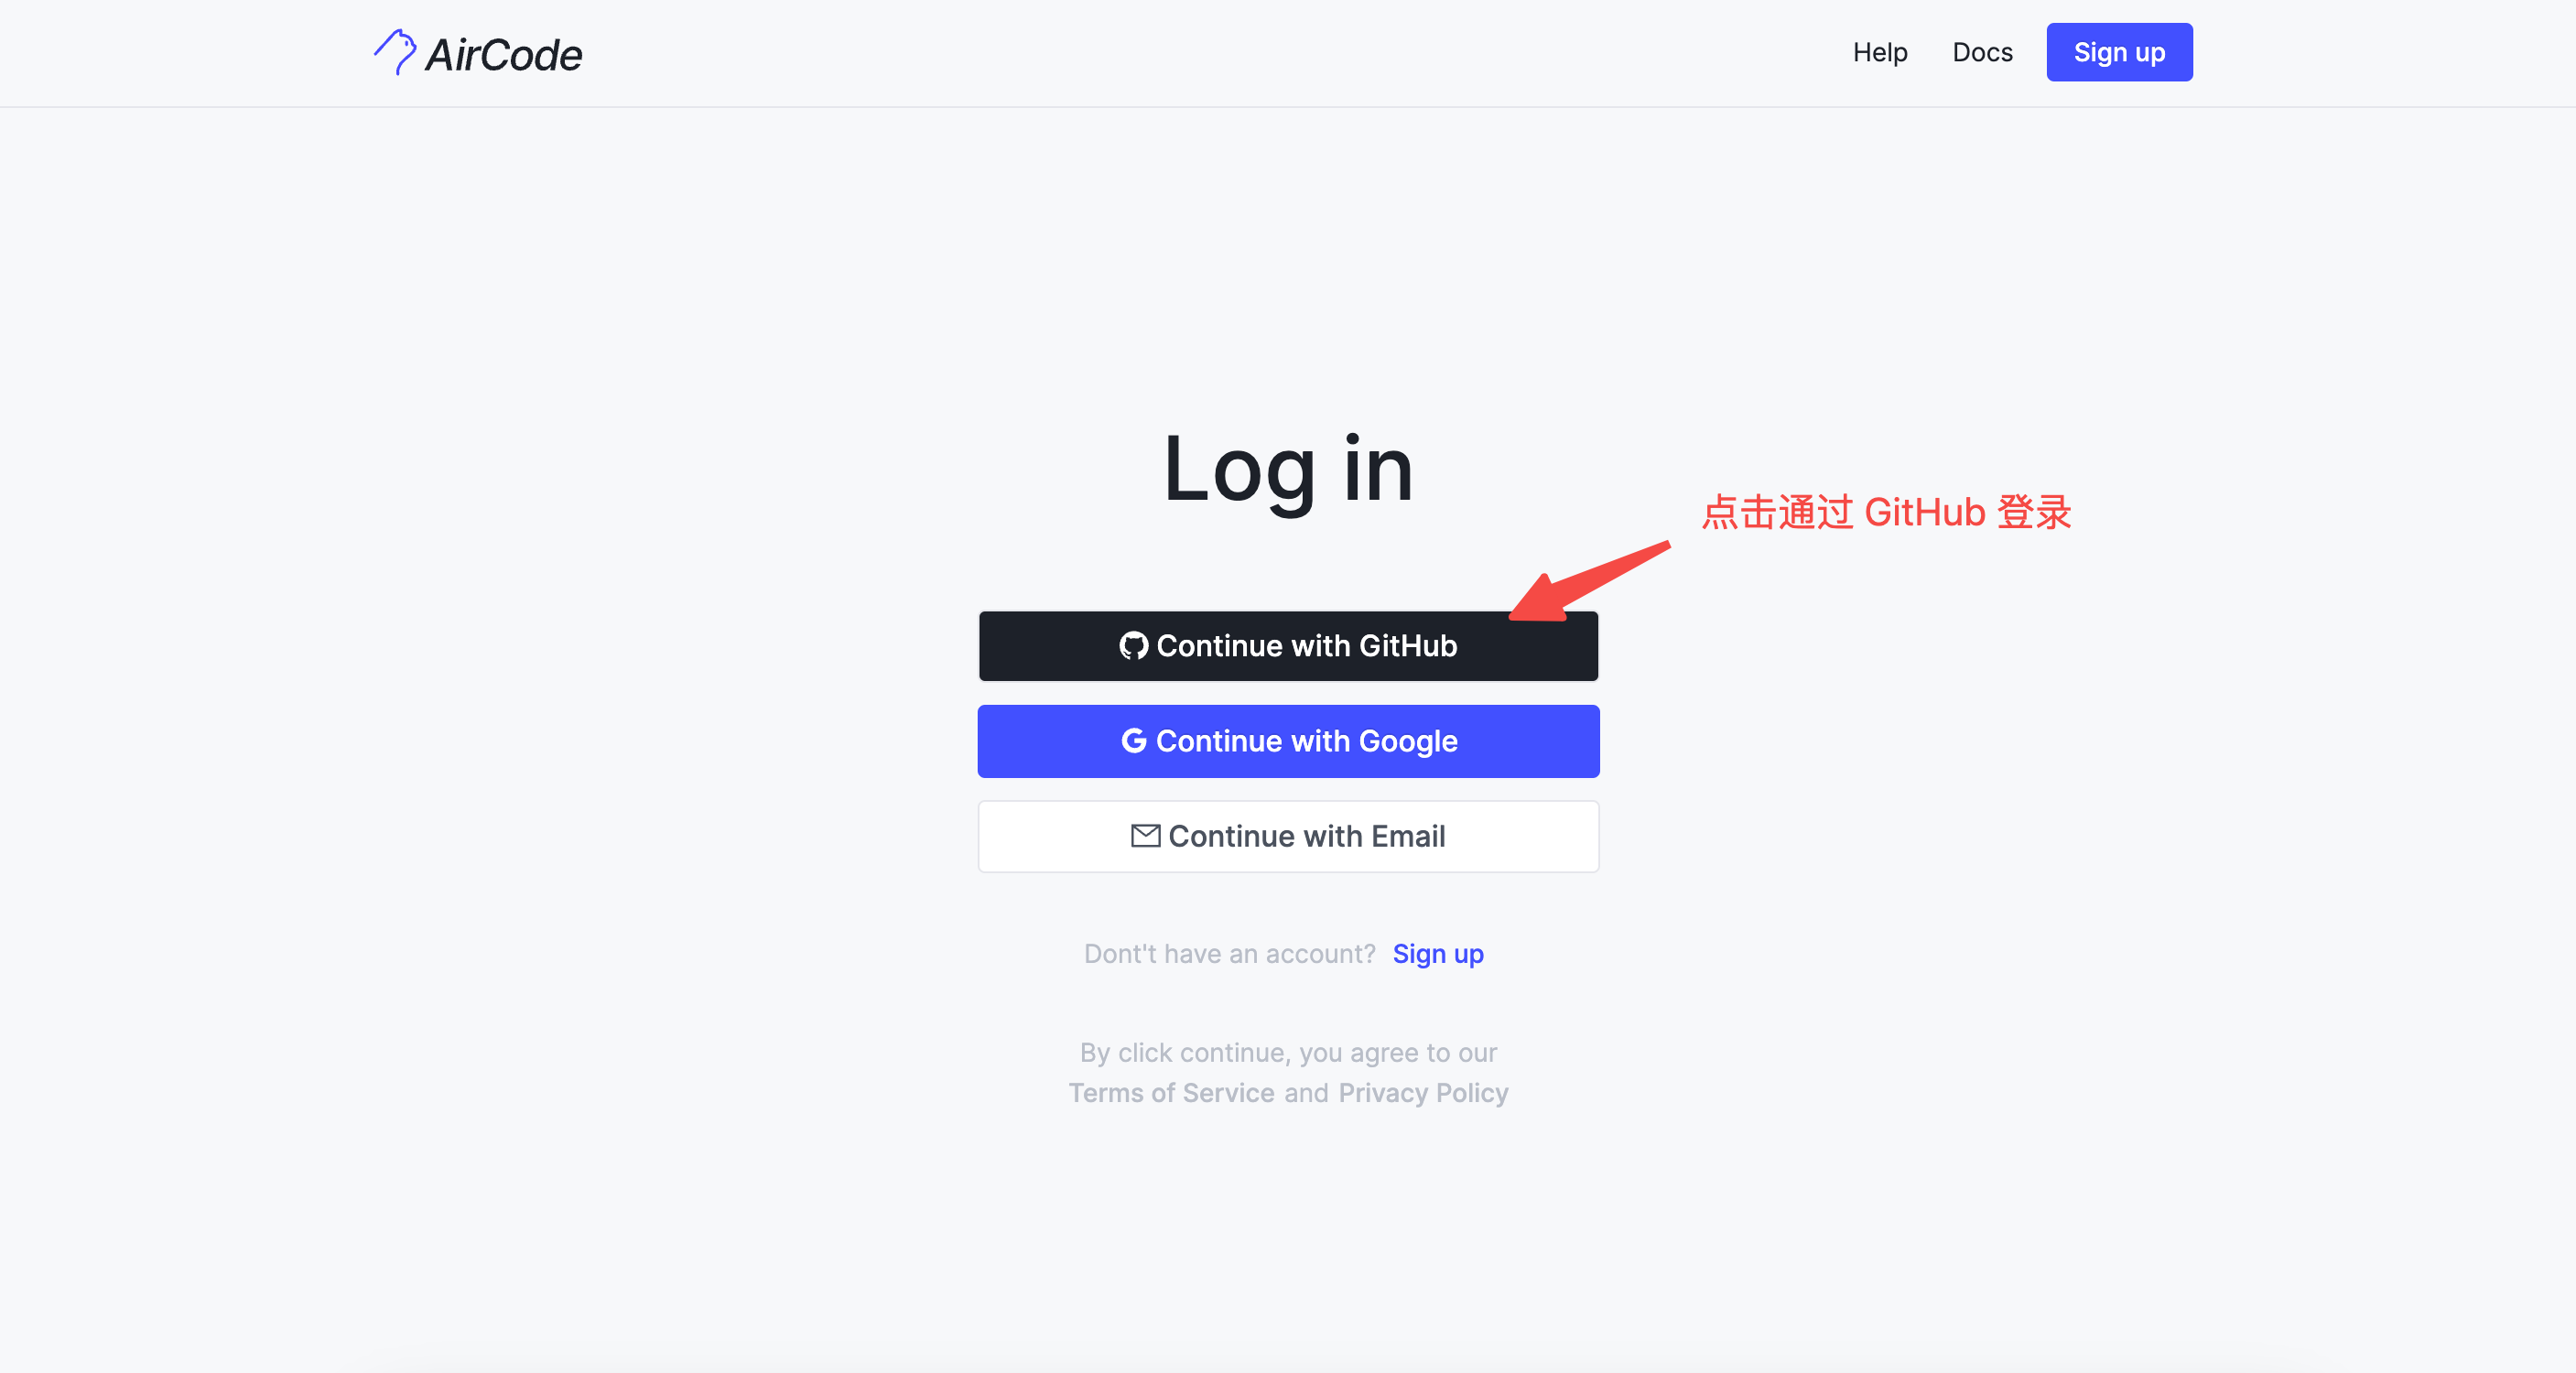 AirCode
Help Docs Sign up
Log in
点击通过 GitHub 登录
Continue with GitHub
Continue with Google
Continue with Email
Dont't have an account? Sign up
By click continue, you agree to our
Terms of Service and Privacy Policy